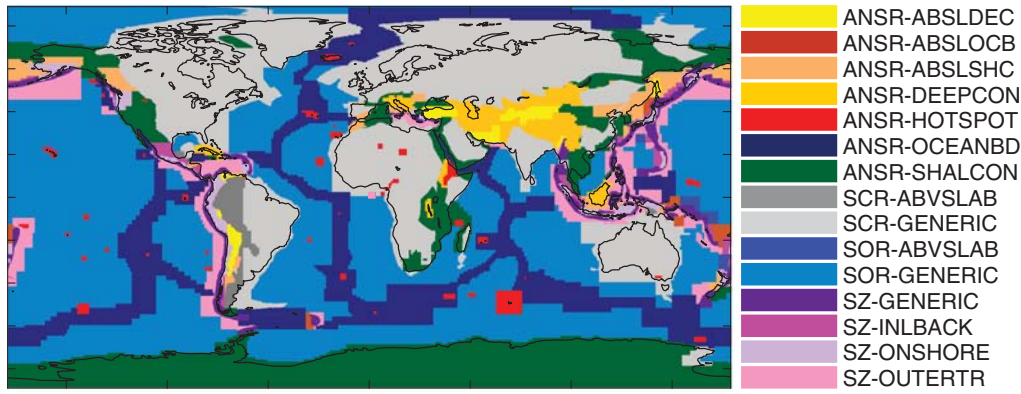 ANSR-ABSLDEC
ANSR-ABSLOCB
ANSR-ABSLSHC
ANSR-DEEPCON
ANSR-HOTSPOT
ANSR-OCEANBD
ANSR-SHALCON
SCR-ABVSLAB
SCR-GENERIC
SOR-ABVSLAB
SOR-GENERIC
SZ-GENERIC
SZ-INLBACK
SZ-ONSHORE
SZ-OUTERTR